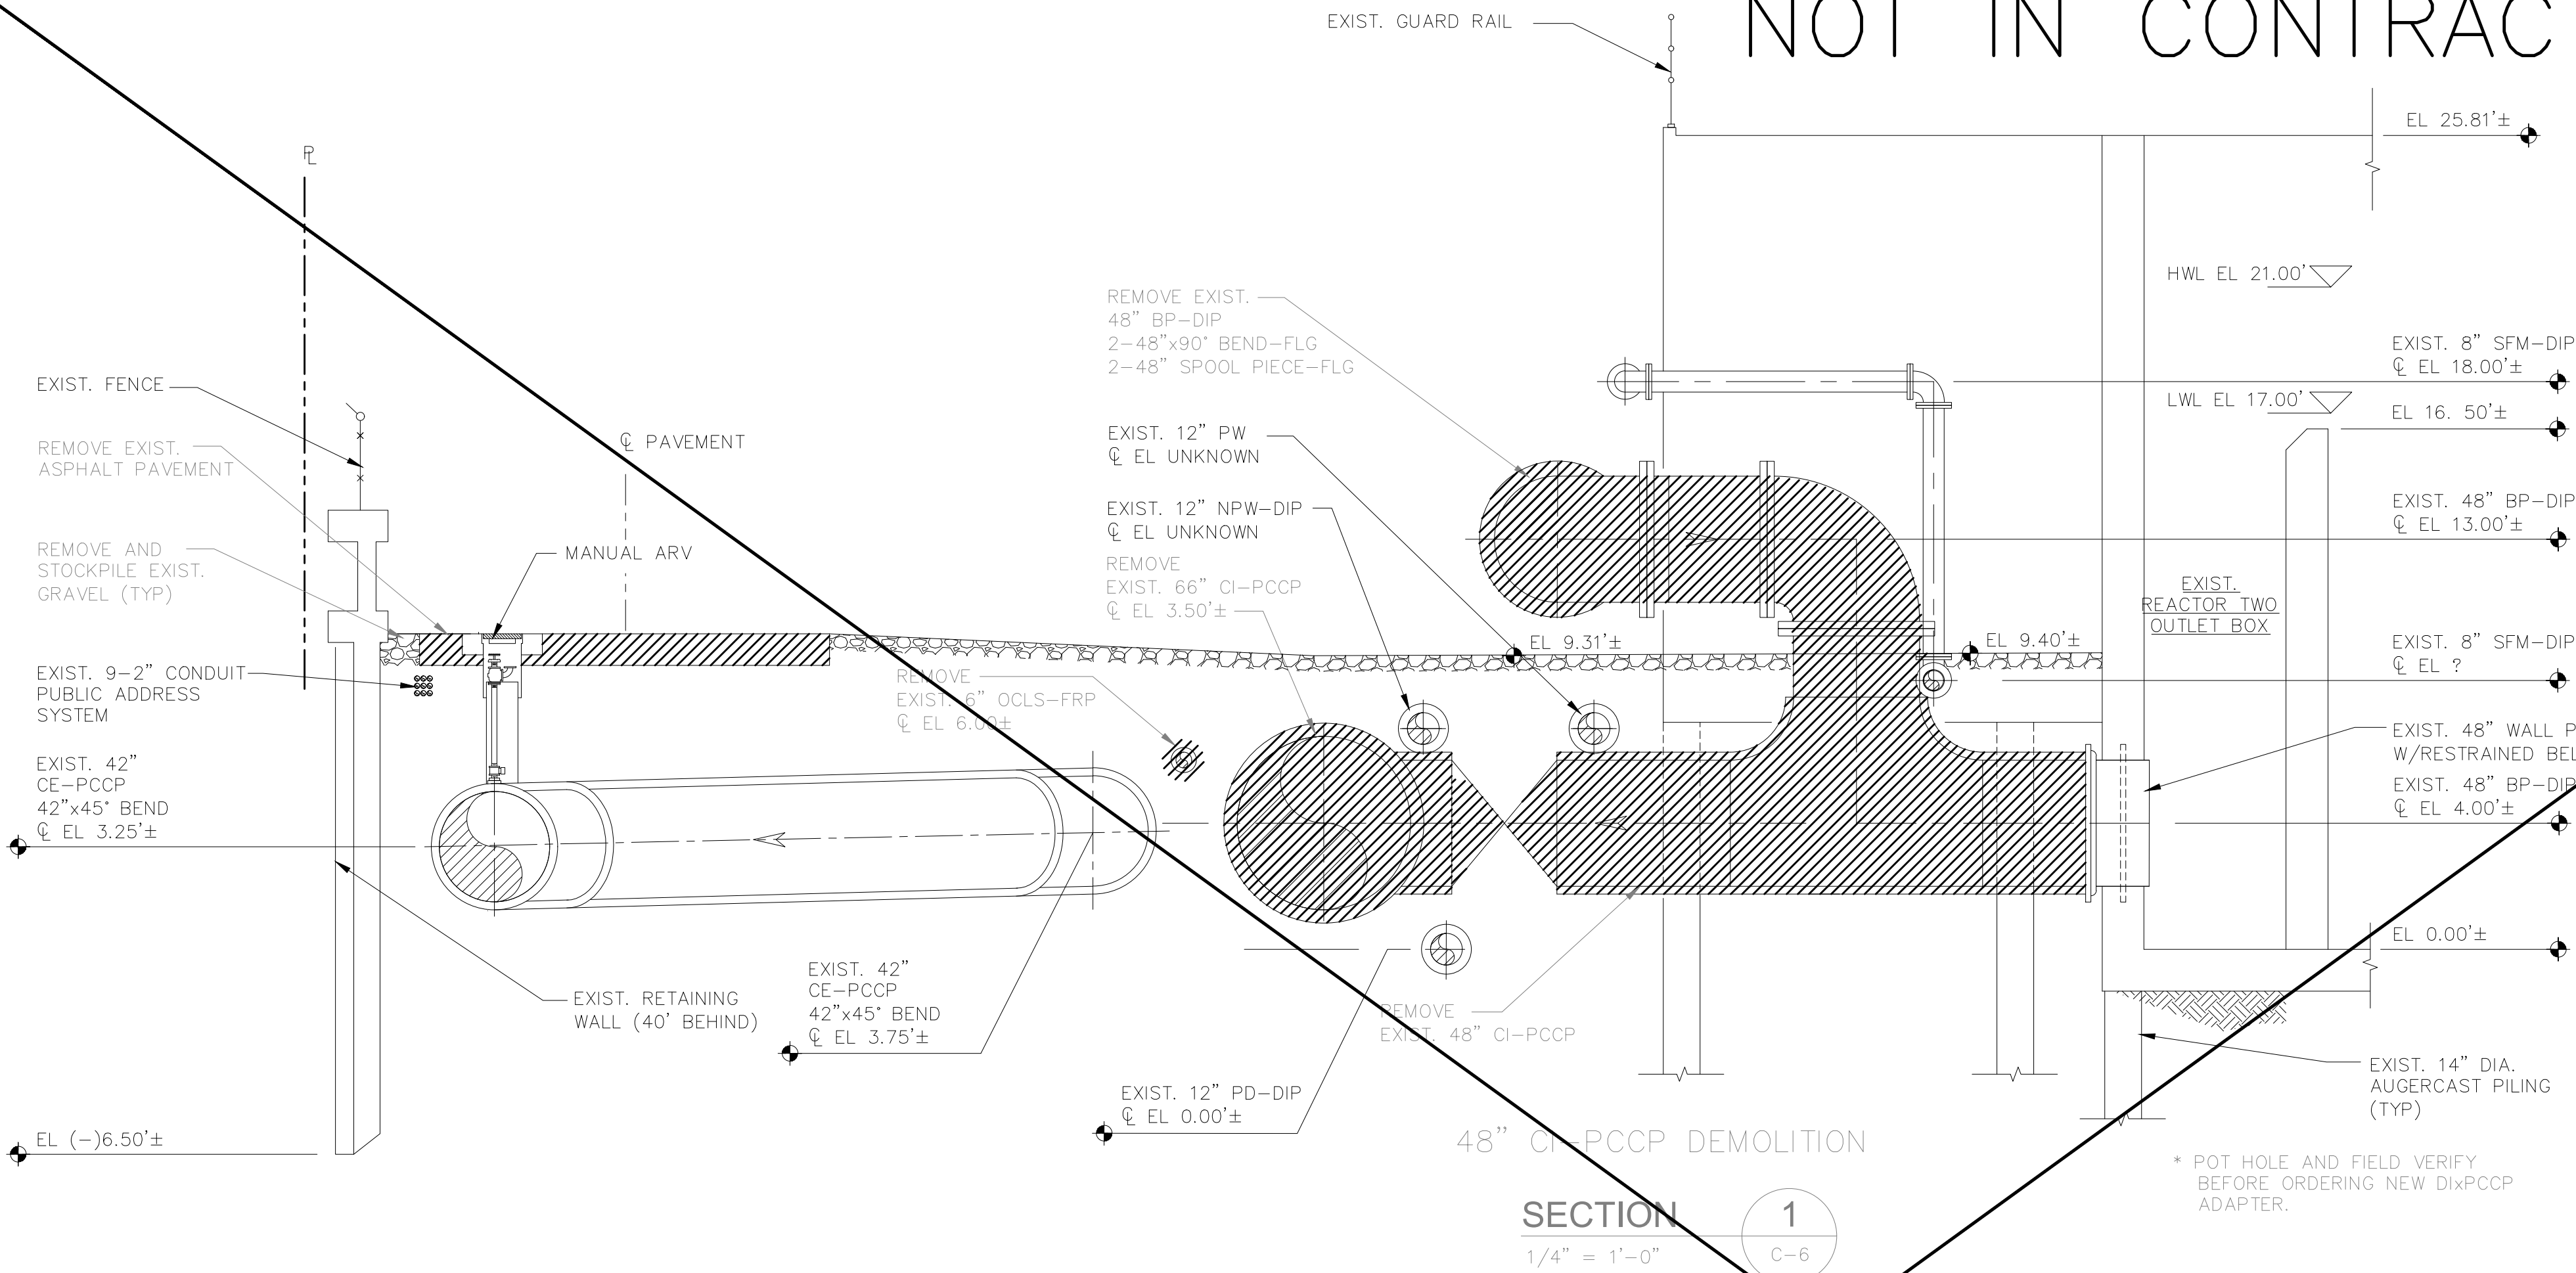 NOT IN CONTRAC
EXIST. GUARD RAIL
EL 25.81'±
PL
HWL EL 21.00'
REMOVE EXIST.
48" BP-DIP
2-48"x90° BEND-FLG
2-48" SPOOL PIECE-FLG
EXIST. 8" SFM-DIP
℄ EL 18.00'±
LWL EL 17.00'
EL 16. 50'±
EXIST. FENCE
REMOVE EXIST.
ASPHALT PAVEMENT
℄ PAVEMENT
EXIST. 12" PW
℄ EL UNKNOWN
EXIST. 12" NPW-DIP
℄ EL UNKNOWN
EXIST. 48" BP-DIP
℄ EL 13.00'±
REMOVE AND
STOCKPILE EXIST.
GRAVEL (TYP)
MANUAL ARV
REMOVE
EXIST. 66" CI-PCCP
℄ EL 3.50'±
EXIST.
REACTOR TWO
OUTLET BOX
EL 9.31'±
EL 9.40'±
EXIST. 8" SFM-DIP
℄ EL ?
EXIST. 9-2" CONDUIT
PUBLIC ADDRESS
SYSTEM
REMOVE
EXIST. 6" OCLS-FRP
℄ EL 6.00±
EXIST. 48" WALL P
W/RESTRAINED BEL
EXIST. 42"
CE-PCCP
42"x45° BEND
℄ EL 3.25'±
EXIST. 48" BP-DIP
℄ EL 4.00'±
EL 0.00'±
EXIST. RETAINING
WALL (40' BEHIND)
EXIST. 42"
CE-PCCP
42"x45° BEND
℄ EL 3.75'±
REMOVE
EXIST. 48" CI-PCCP
EXIST. 12" PD-DIP
℄ EL 0.00'±
EXIST. 14" DIA.
AUGERCAST PILING
(TYP)
EL (-)6.50'±
48" CI-PCCP DEMOLITION
* POT HOLE AND FIELD VERIFY
BEFORE ORDERING NEW DIxPCCP
ADAPTER.
SECTION 1
1/4" = 1'-0" C-6